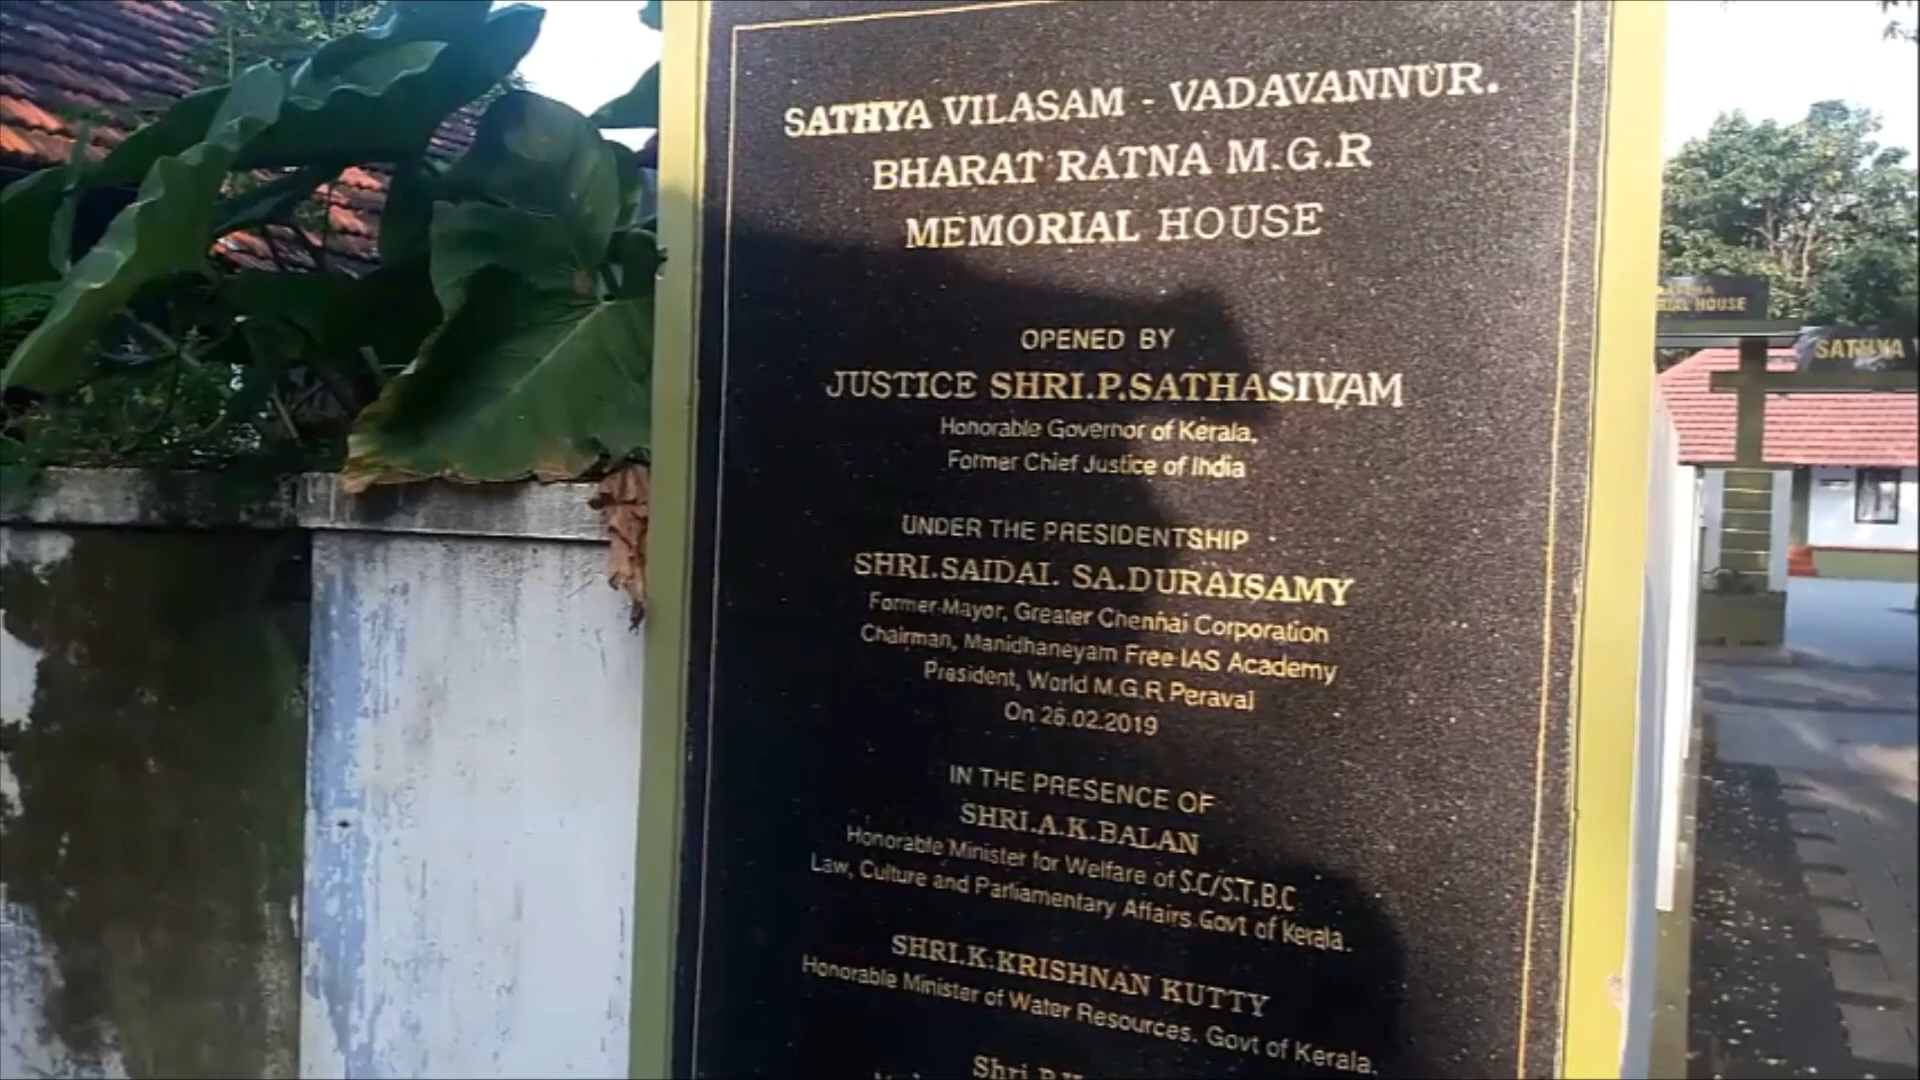 SATHYA VILASAM - VADAVANNUR.
BHARAT RATNA M.G.R
MEMORIAL HOUSE
OPENED BY
JUSTICE SHRI.P.SATHASIVAM
Honorable Governor of Kerala,
Former Chief Justice of India
UNDER THE PRESIDENTSHIP
SHRI.SAIDAI. SA.DURAISAMY
Former Mayor, Greater Chennai Corporation
Chairman, Manidhaneyam Free IAS Academy
President, World M.G.R Peravai
On 26.02.2019
IN THE PRESENCE OF
SHRI.A.K.BALAN
Honorable Minister for Welfare of S.C/S.T,B.C
Law, Culture and Parliamentary Affairs.Govt of Kerala.
SHRI.K.KRISHNAN KUTTY
Honorable Minister of Water Resources. Govt of Kerala.
Shri
HOUSE
SATHYA